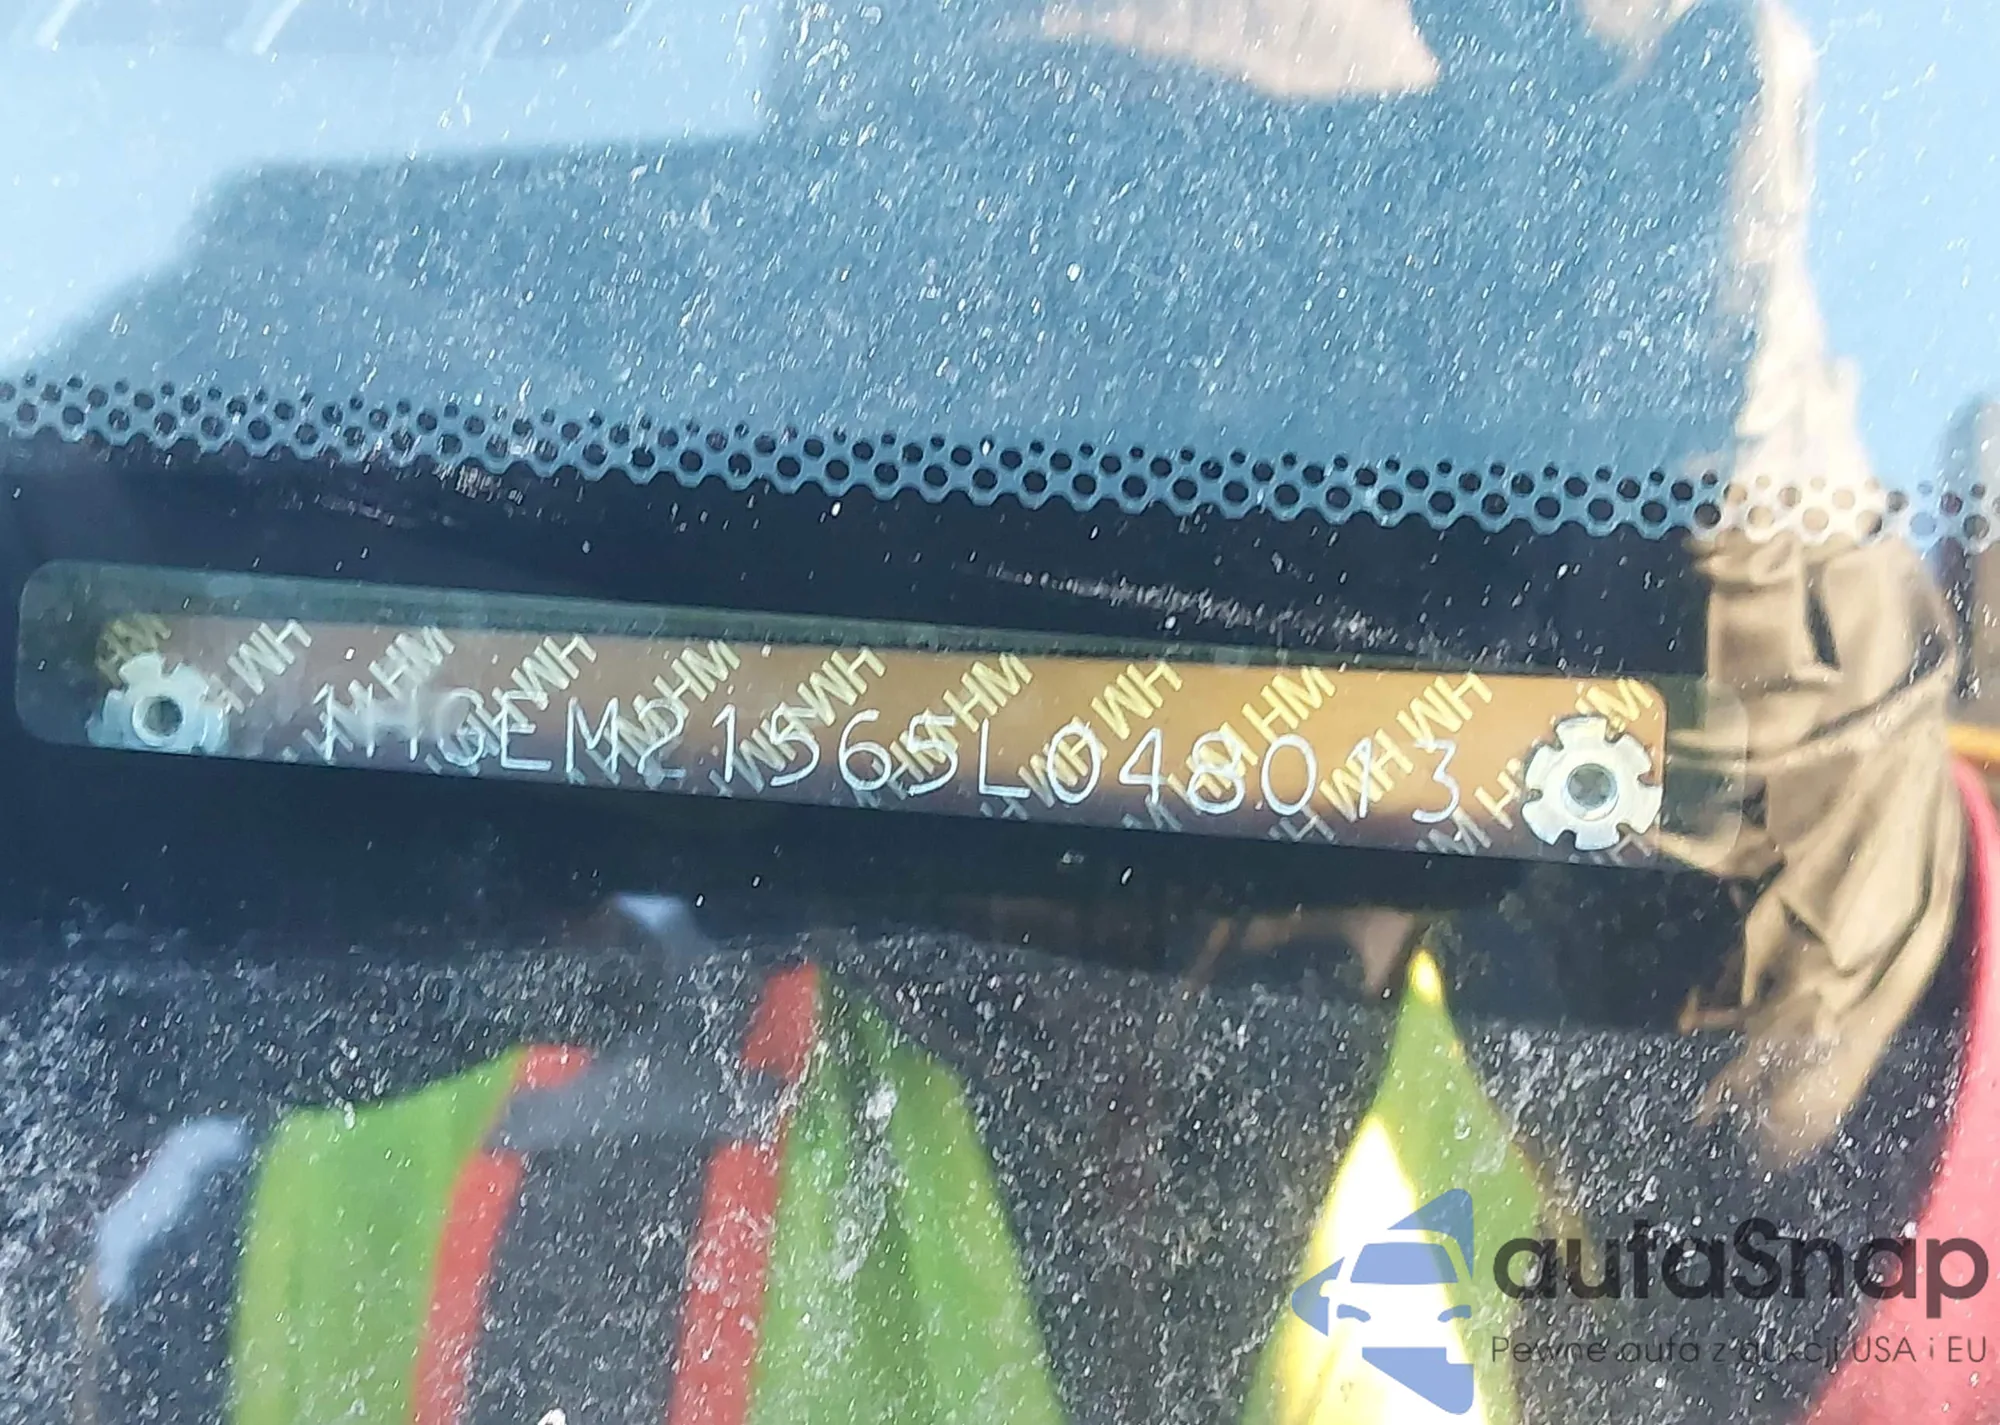 1HGEM21565L048013
autaSnap
Pewne auta z aukcji USA i EU